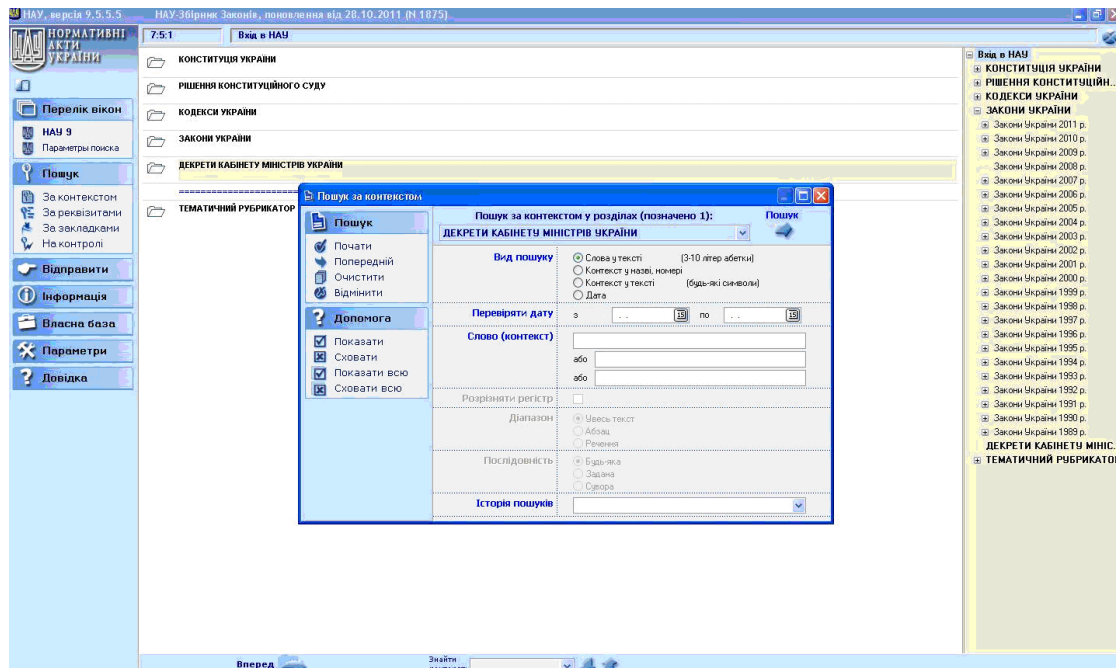 НАУ, версія 9.5.5.5 НАУ-Збірник Законів, поновлення від 28.10.2011 (N 1875)
НОРМАТИВНІ
АКТИ
УКРАЇНИ
7:5:1 Вхід в НАУ
Перелік вікон
НАУ 9
Параметры поиска
Пошук
За контекстом
За реквізитами
За закладками
На контролі
Відправити
Інформація
Власна база
Параметри
Довідка
КОНСТИТУЦІЯ УКРАЇНИ
РІШЕННЯ КОНСТИТУЦІЙНОГО СУДУ
КОДЕКСИ УКРАЇНИ
ЗАКОНИ УКРАЇНИ
ДЕКРЕТИ КАБІНЕТУ МІНІСТРІВ УКРАЇНИ
ТЕМАТИЧНИЙ РУБРИКАТОР
Пошук за контекстом
Пошук
Почати
Попередній
Очистити
Відмінити
Допомога
Показати
Сховати
Показати всю
Сховати всю
Пошук за контекстом у розділах (позначено 1): Пошук
ДЕКРЕТИ КАБІНЕТУ МІНІСТРІВ УКРАЇНИ
Вид пошуку Слова у тексті (3-10 літер абетки)
Контекст у назві, номері
Контекст у тексті (будь-які символи)
Дата
Перевіряти дату з . . 15 по . . 15
Слово (контекст)
або
або
Розрізняти регістр
Діапазон Увесь текст
Абзац
Речення
Послідовність Будь-яка
Задана
Сувора
Історія пошуків
Вхід в НАУ
КОНСТИТУЦІЯ УКРАЇНИ
РІШЕННЯ КОНСТИТУЦІЙН...
КОДЕКСИ УКРАЇНИ
ЗАКОНИ УКРАЇНИ
Закони України 2011 р.
Закони України 2010 р.
Закони України 2009 р.
Закони України 2008 р.
Закони України 2007 р.
Закони України 2006 р.
Закони України 2005 р.
Закони України 2004 р.
Закони України 2003 р.
Закони України 2002 р.
Закони України 2001 р.
Закони України 2000 р.
Закони України 1999 р.
Закони України 1998 р.
Закони України 1997 р.
Закони України 1996 р.
Закони України 1995 р.
Закони України 1994 р.
Закони України 1993 р.
Закони України 1992 р.
Закони України 1991 р.
Закони України 1990 р.
Закони України 1989 р.
ДЕКРЕТИ КАБІНЕТУ МІНІС...
ТЕМАТИЧНИЙ РУБРИКАТОР
Вперед Знайти